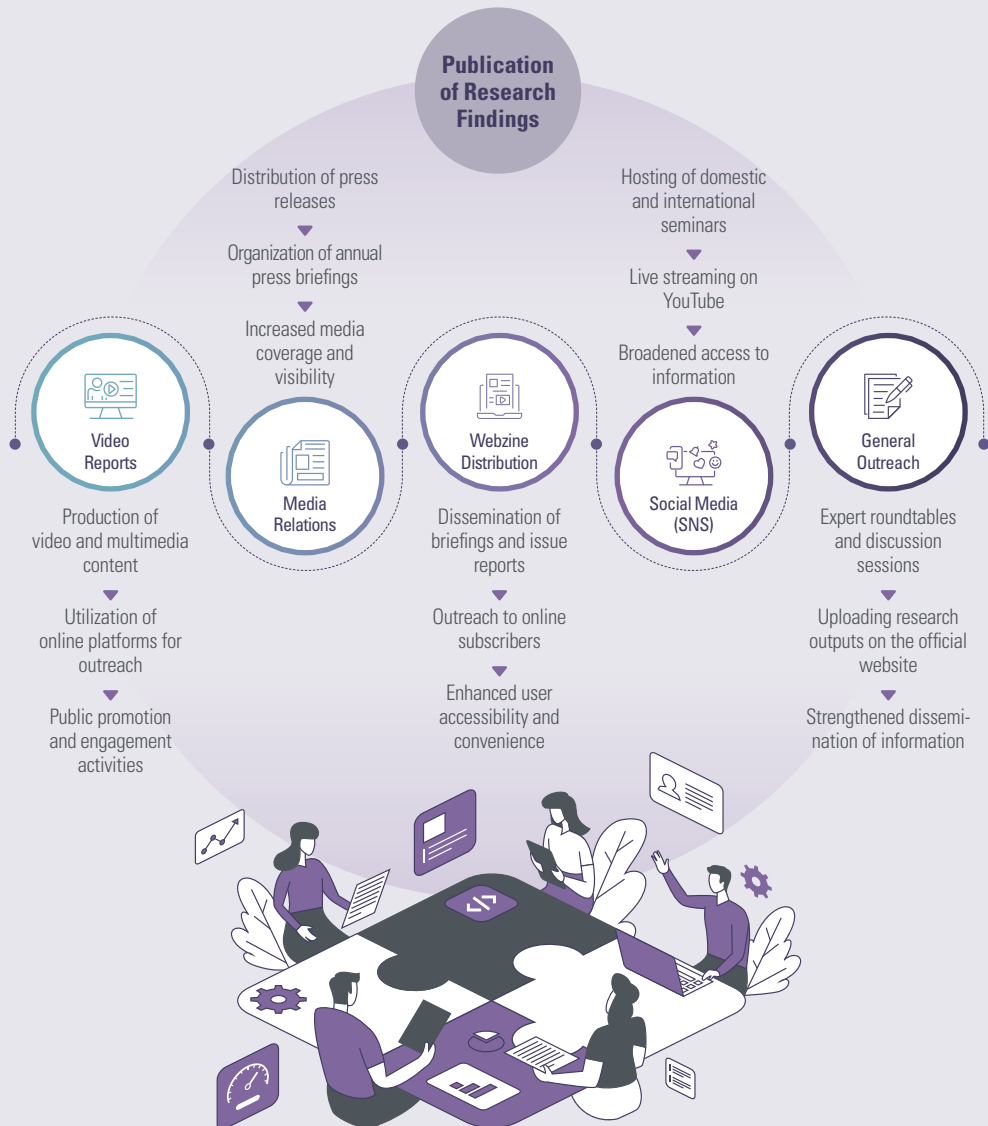 Publication
of Research
Findings
Video
Reports
Production of
video and multimedia
content
Utilization of
online platforms for
outreach
Public promotion
and engagement
activities
Distribution of press
releases
Organization of annual
press briefings
Increased media
coverage and
visibility
Media
Relations
Webzine
Distribution
Dissemination of
briefings and issue
reports
Outreach to online
subscribers
Enhanced user
accessibility and
convenience
Hosting of domestic
and international
seminars
Live streaming on
YouTube
Broadened access to
information
Social Media
(SNS)
General
Outreach
Expert roundtables
and discussion
sessions
Uploading research
outputs on the official
website
Strengthened dissemi-
nation of information